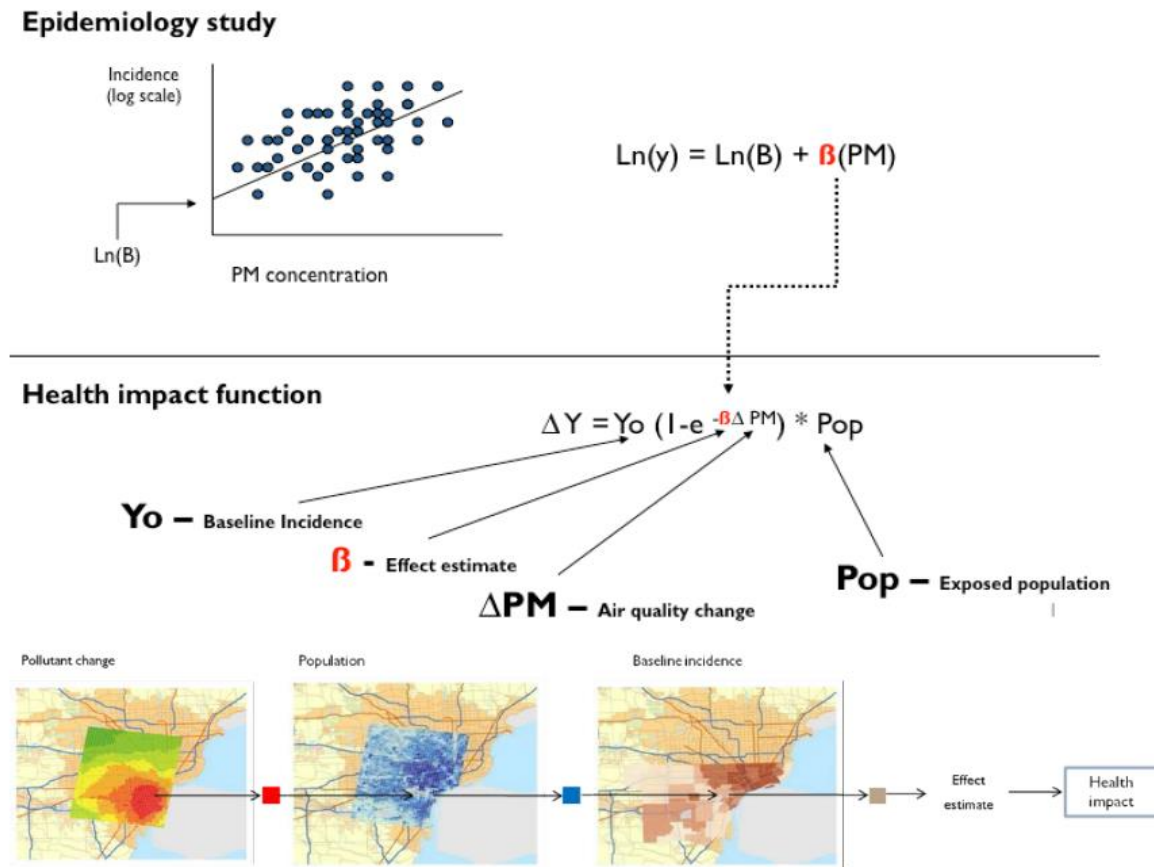 Epidemiology study
Incidence
(log scale)
Ln(y) = Ln(B) + ß(PM)
Ln(B)
PM concentration
Health impact function
Δ Y = Yo (1-e -ßΔ PM) * Pop
Yo – Baseline Incidence
ß - Effect estimate
Pop – Exposed population
ΔPM – Air quality change
Pollutant change
Population
Baseline incidence
Effect
estimate
Health
impact